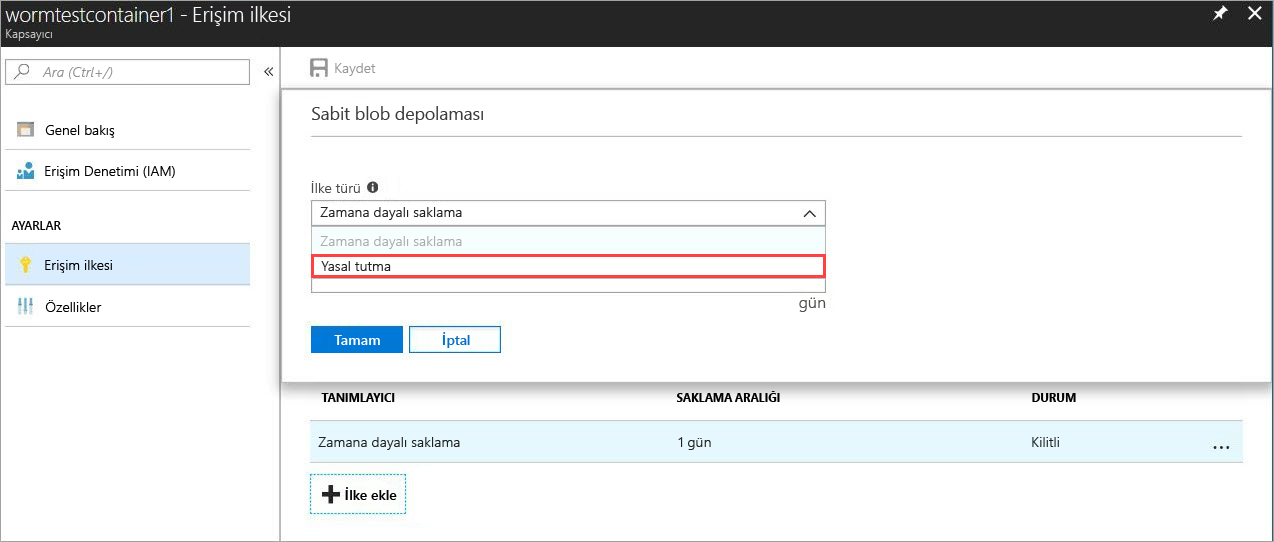 wormtestcontainer1 - Erişim ilkesi
Kapsayıcı
Ara (Ctrl+/)
«
Genel bakış
Erişim Denetimi (IAM)
AYARLAR
Erişim ilkesi
Özellikler
Kaydet
Sabit blob depolaması
İlke türü
Zamana dayalı saklama
Zamana dayalı saklama
Yasal tutma
gün
Tamam İptal
TANIMLAYICI SAKLAMA ARALIĞI DURUM
Zamana dayalı saklama 1 gün Kilitli ...
İlke ekle